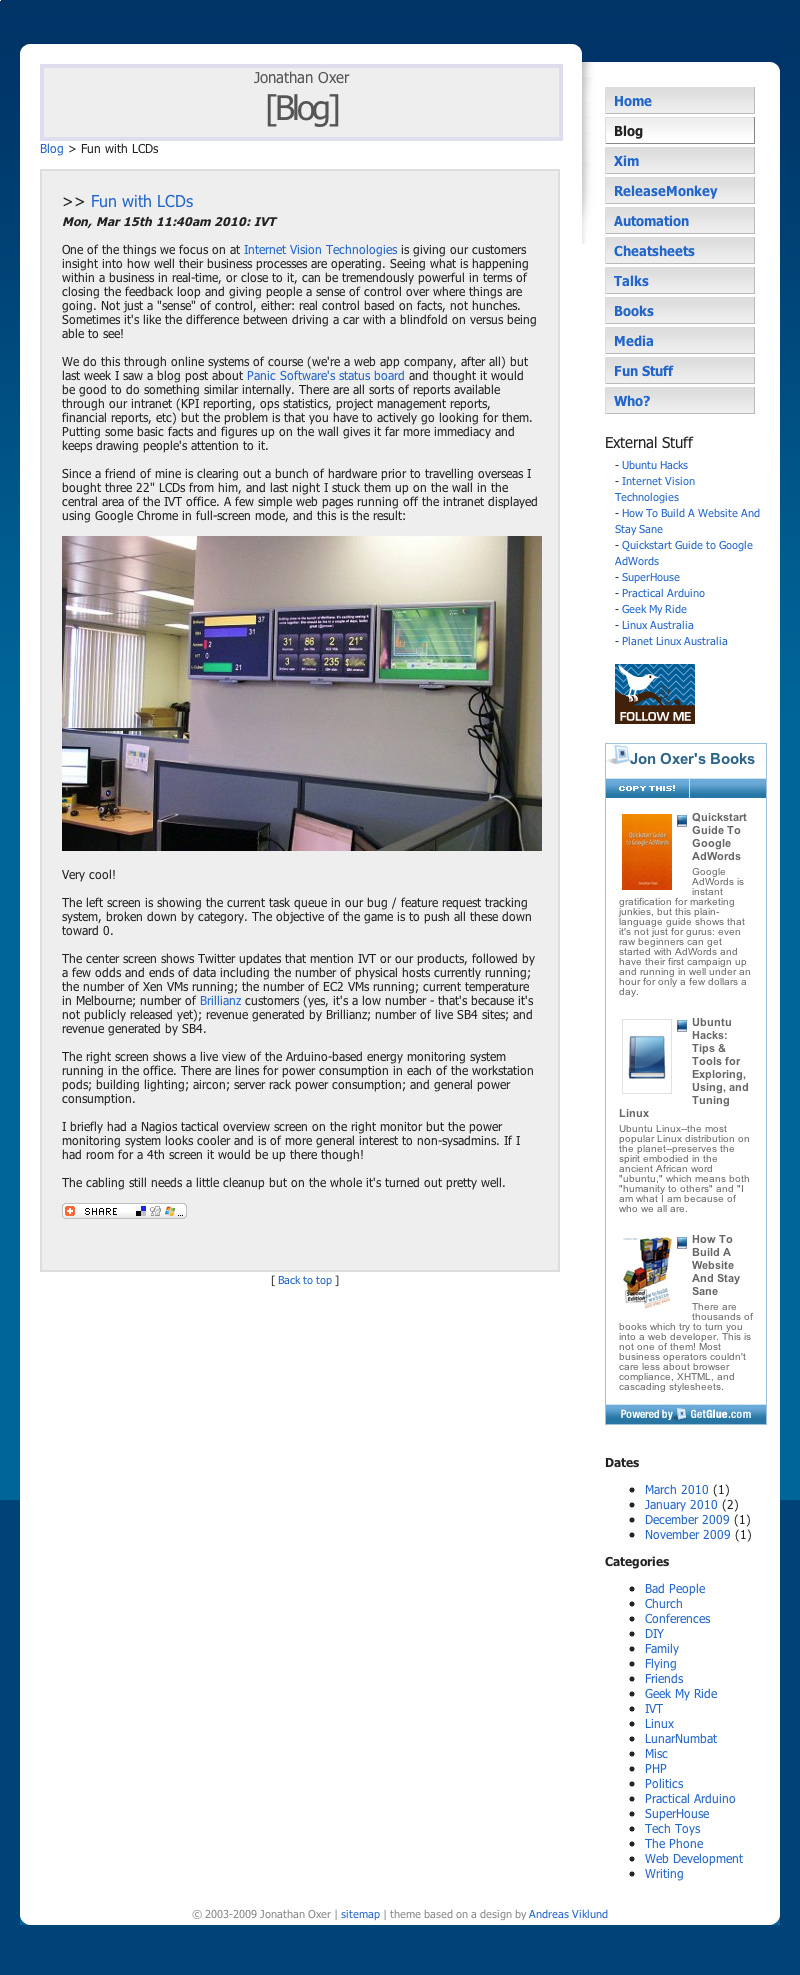 Jonathan Oxer
[Blog]
Blog > Fun with LCDs
>> Fun with LCDs
Mon, Mar 15th 11:40am 2010: IVT
One of the things we focus on at Internet Vision Technologies is giving our customers
insight into how well their business processes are operating. Seeing what is happening
within a business in real-time, or close to it, can be tremendously powerful in terms of
closing the feedback loop and giving people a sense of control over where things are
going. Not just a "sense" of control, either: real control based on facts, not hunches.
Sometimes it's like the difference between driving a car with a blindfold on versus being
able to see!
We do this through online systems of course (we're a web app company, after all) but
last week I saw a blog post about Panic Software's status board and thought it would
be good to do something similar internally. There are all sorts of reports available
through our intranet (KPI reporting, ops statistics, project management reports,
financial reports, etc) but the problem is that you have to actively go looking for them.
Putting some basic facts and figures up on the wall gives it far more immediacy and
keeps drawing people's attention to it.
Since a friend of mine is clearing out a bunch of hardware prior to travelling overseas I
bought three 22" LCDs from him, and last night I stuck them up on the wall in the
central area of the IVT office. A few simple web pages running off the intranet displayed
using Google Chrome in full-screen mode, and this is the result:
37
31
2
0
21
31 86 2 21°
3 235
Very cool!
The left screen is showing the current task queue in our bug / feature request tracking
system, broken down by category. The objective of the game is to push all these down
toward 0.
The center screen shows Twitter updates that mention IVT or our products, followed by
a few odds and ends of data including the number of physical hosts currently running;
the number of Xen VMs running; the number of EC2 VMs running; current temperature
in Melbourne; number of Brillianz customers (yes, it's a low number - that's because it's
not publicly released yet); revenue generated by Brillianz; number of live SB4 sites; and
revenue generated by SB4.
The right screen shows a live view of the Arduino-based energy monitoring system
running in the office. There are lines for power consumption in each of the workstation
pods; building lighting; aircon; server rack power consumption; and general power
consumption.
I briefly had a Nagios tactical overview screen on the right monitor but the power
monitoring system looks cooler and is of more general interest to non-sysadmins. If I
had room for a 4th screen it would be up there though!
The cabling still needs a little cleanup but on the whole it's turned out pretty well.
SHARE ...
[ Back to top ]
Home
Blog
Xim
ReleaseMonkey
Automation
Cheatsheets
Talks
Books
Media
Fun Stuff
Who?
External Stuff
- Ubuntu Hacks
- Internet Vision
Technologies
- How To Build A Website And
Stay Sane
- Quickstart Guide to Google
AdWords
- SuperHouse
- Practical Arduino
- Geek My Ride
- Linux Australia
- Planet Linux Australia
FOLLOW ME
Jon Oxer's Books
COPY THIS!
Quickstart Guide
to Google AdWords
Quickstart
Guide To
Google
AdWords
Google
AdWords is
instant
gratification for marketing
junkies, but this plain-
language guide shows that
it's not just for gurus: even
raw beginners can get
started with AdWords and
have their first campaign up
and running in well under an
hour for only a few dollars a
day.
Ubuntu
Hacks:
Tips &
Tools for
Exploring,
Using, and
Tuning
Linux
Ubuntu Linux--the most
popular Linux distribution on
the planet--preserves the
spirit embodied in the
ancient African word
"ubuntu," which means both
"humanity to others" and "I
am what I am because of
who we all are.
Second
Edition
How To
Build A
Website
And Stay
Sane
There are
thousands of
books which try to turn you
into a web developer. This is
not one of them! Most
business operators couldn't
care less about browser
compliance, XHTML, and
cascading stylesheets.
Powered by GetGlue.com
Dates
March 2010 (1)
January 2010 (2)
December 2009 (1)
November 2009 (1)
Categories
Bad People
Church
Conferences
DIY
Family
Flying
Friends
Geek My Ride
IVT
Linux
LunarNumbat
Misc
PHP
Politics
Practical Arduino
SuperHouse
Tech Toys
The Phone
Web Development
Writing
© 2003-2009 Jonathan Oxer | sitemap | theme based on a design by Andreas Viklund